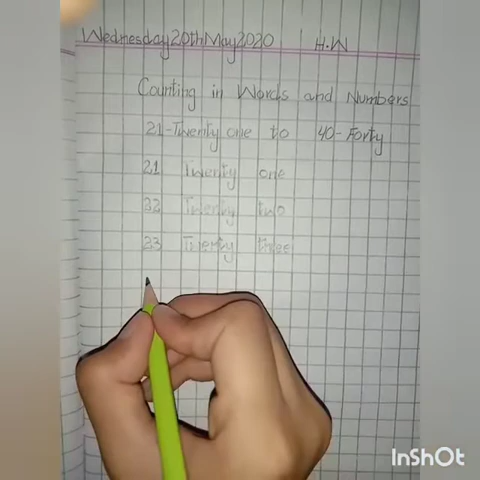 Wednesday 20th May 2020 H.W
Counting in Words and Numbers
21-Twenty one to 40-Forty
21 Twenty one
22 Twenty two
23 Twenty three
InShOt